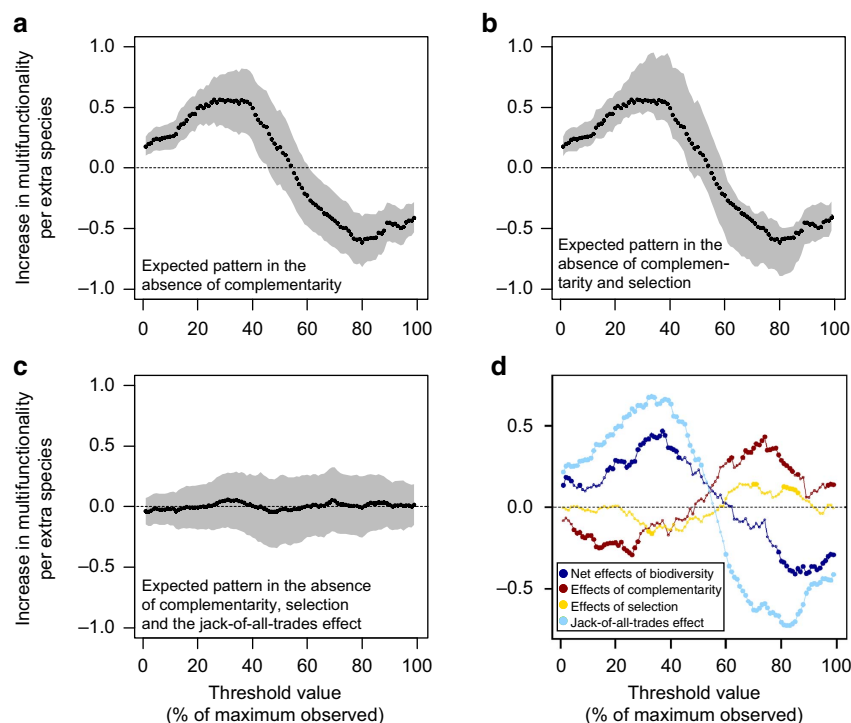 a
Increase in multifunctionality
per extra species
1.0
0.5
0.0
–0.5
–1.0
Expected pattern in the
absence of complementarity
0 20 40 60 80 100
b
1.0
0.5
0.0
–0.5
–1.0
Expected pattern in the
absence of complemen-
tarity and selection
0 20 40 60 80 100
c
Increase in multifunctionality
per extra species
1.0
0.5
0.0
–0.5
–1.0
Expected pattern in the absence
of complementarity, selection
and the jack-of-all-trades effect
0 20 40 60 80 100
Threshold value
(% of maximum observed)
d
0.5
0.0
–0.5
Net effects of biodiversity
Effects of complementarity
Effects of selection
Jack-of-all-trades effect
0 20 40 60 80 100
Threshold value
(% of maximum observed)